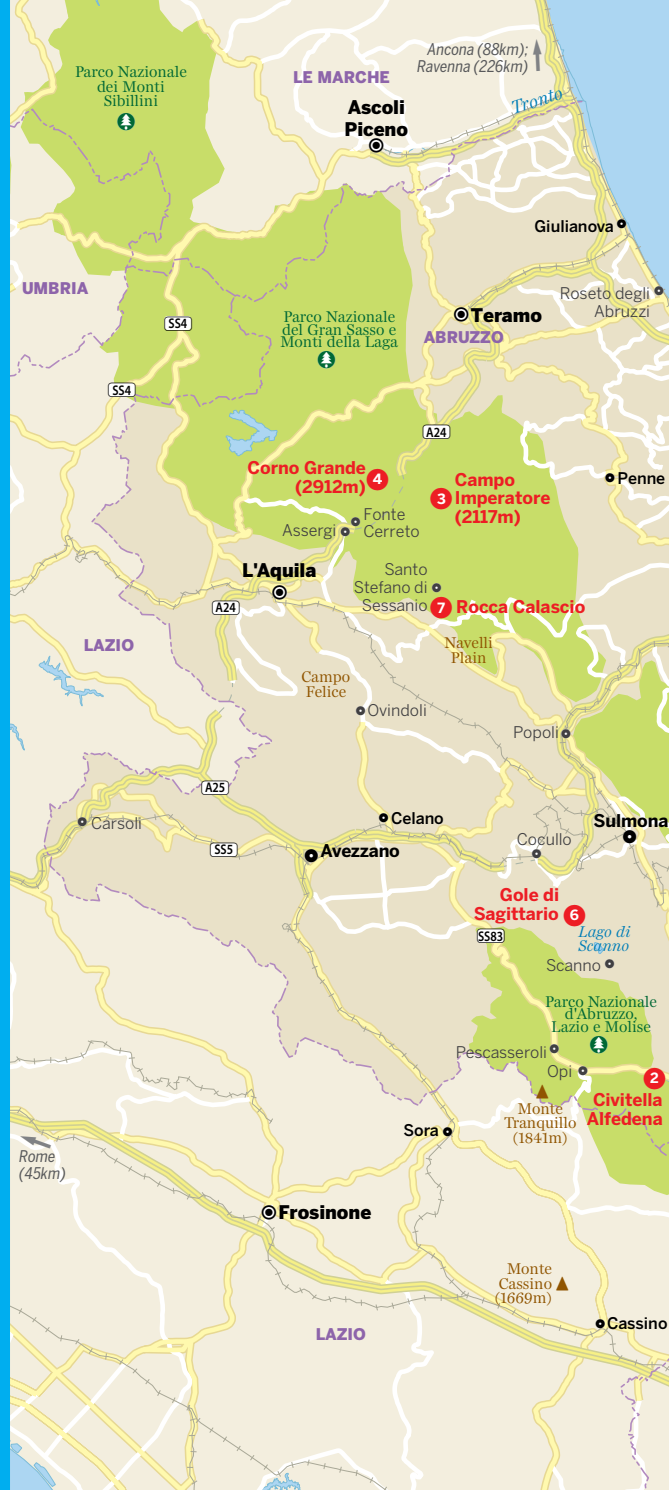 Ancona (88km);
Ravenna (226km)
Parco Nazionale
dei Monti
Sibillini
LE MARCHE
Tronto
Ascoli
Piceno
Giulianova
UMBRIA
Roseto degli
Abruzzi
SS4
Parco Nazionale
del Gran Sasso e
Monti della Laga
Teramo
ABRUZZO
SS4
A24
Corno Grande
(2912m)
4
3
Campo
Imperatore
(2117m)
Penne
Fonte
Cerreto
Assergi
L'Aquila
Santo
Stefano di
Sessanio
7
Rocca Calascio
A24
LAZIO
Navelli
Plain
Campo
Felice
Ovindoli
Popoli
A25
Carsoli
Celano
Sulmona
SS5
Avezzano
Cocullo
Gole di
Sagittario
6
SS83
Lago di
Scanno
Scanno
Parco Nazionale
d'Abruzzo,
Lazio e Molise
Pescasseroli
Opi
2
Civitella
Alfedena
Monte
Tranquillo
(1841m)
Sora
Rome
(45km)
Frosinone
Monte
Cassino
(1669m)
Cassino
LAZIO